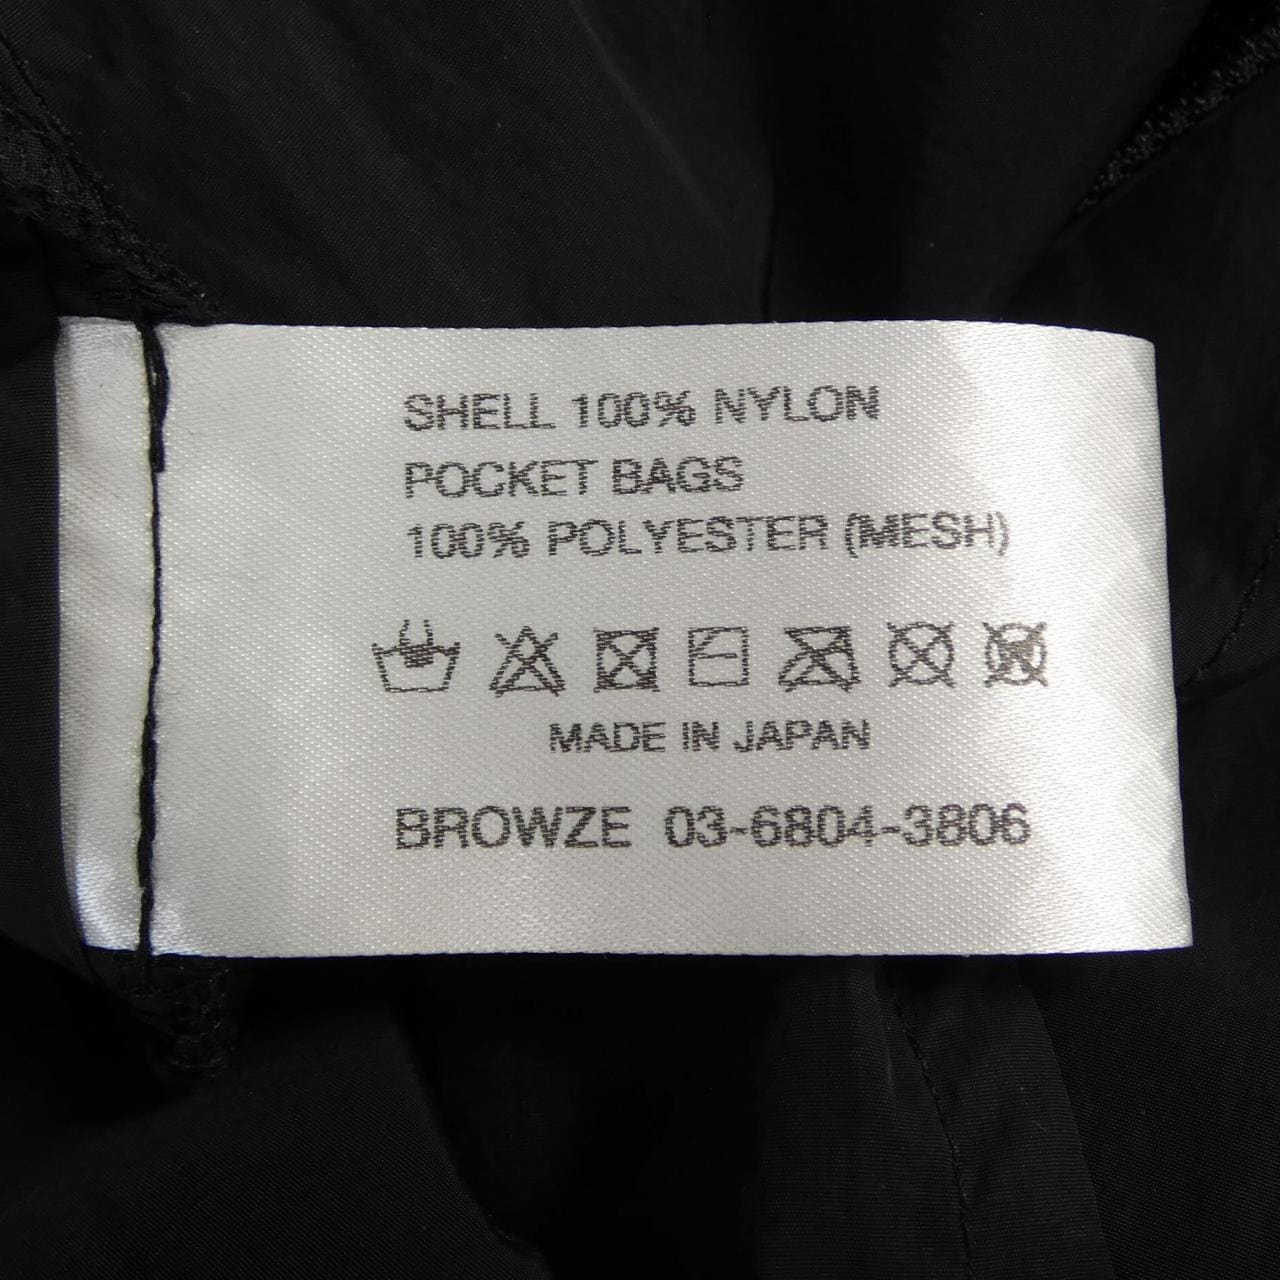 SHELL 100% NYLON
POCKET BAGS
100% POLYESTER (MESH)
MADE IN JAPAN
BROWZE 03-6804-3806